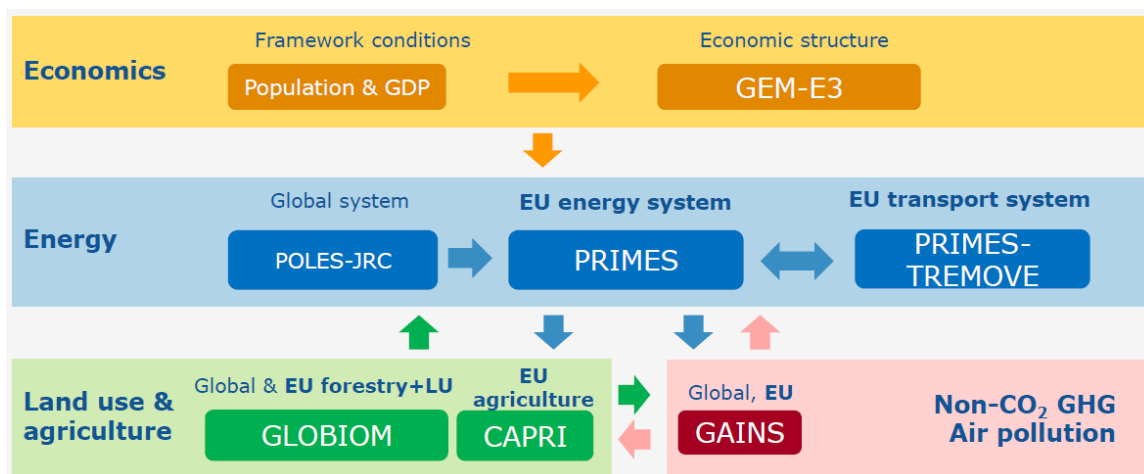 Economics
Framework conditions
Population & GDP
Economic structure
GEM-E3
Energy
Global system
POLES-JRC
EU energy system
PRIMES
EU transport system
PRIMES-
TREMOVE
Land use &
agriculture
Global & EU forestry+LU
GLOBIOM
EU
agriculture
CAPRI
Global, EU
GAINS
Non-CO₂ GHG
Air pollution